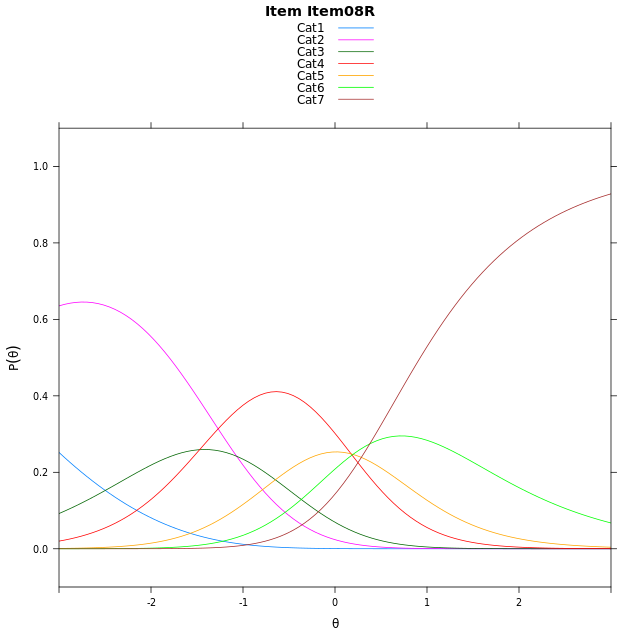 Item Item08R
Cat1
Cat2
Cat3
Cat4
Cat5
Cat6
Cat7
1.0
0.8
0.6
0.4
0.2
0.0
P(θ)
-2 -1 0 1 2
θ